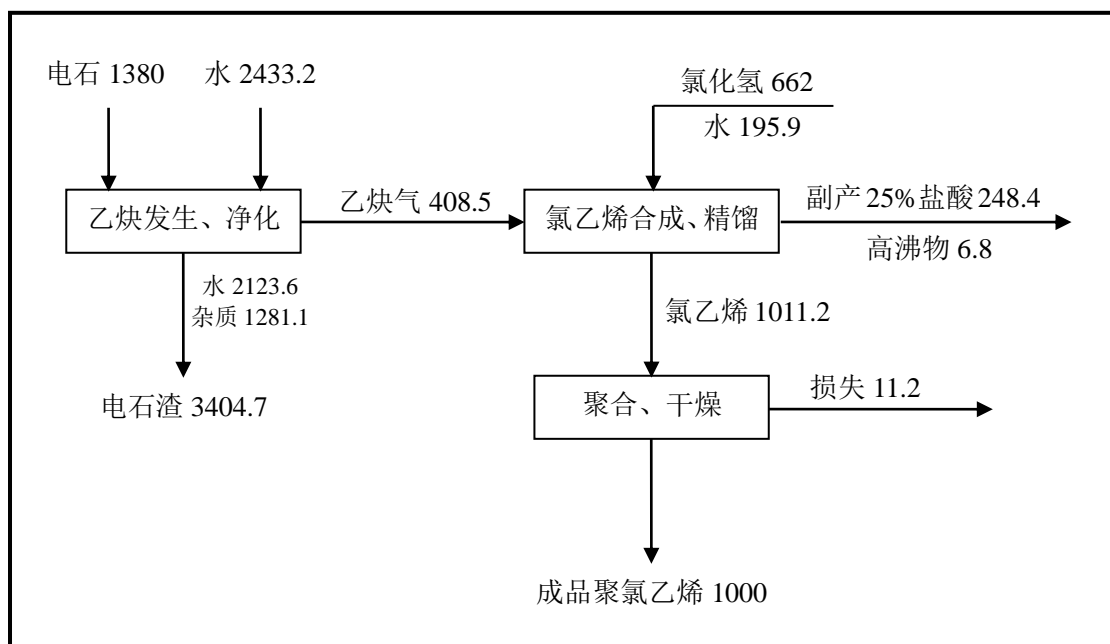 电石 1380
水 2433.2
氯化氢 662
水 195.9
乙炔发生、净化
乙炔气 408.5
氯乙烯合成、精馏
副产 25%盐酸 248.4
高沸物 6.8
水 2123.6
杂质 1281.1
氯乙烯 1011.2
电石渣 3404.7
聚合、干燥
损失 11.2
成品聚氯乙烯 1000